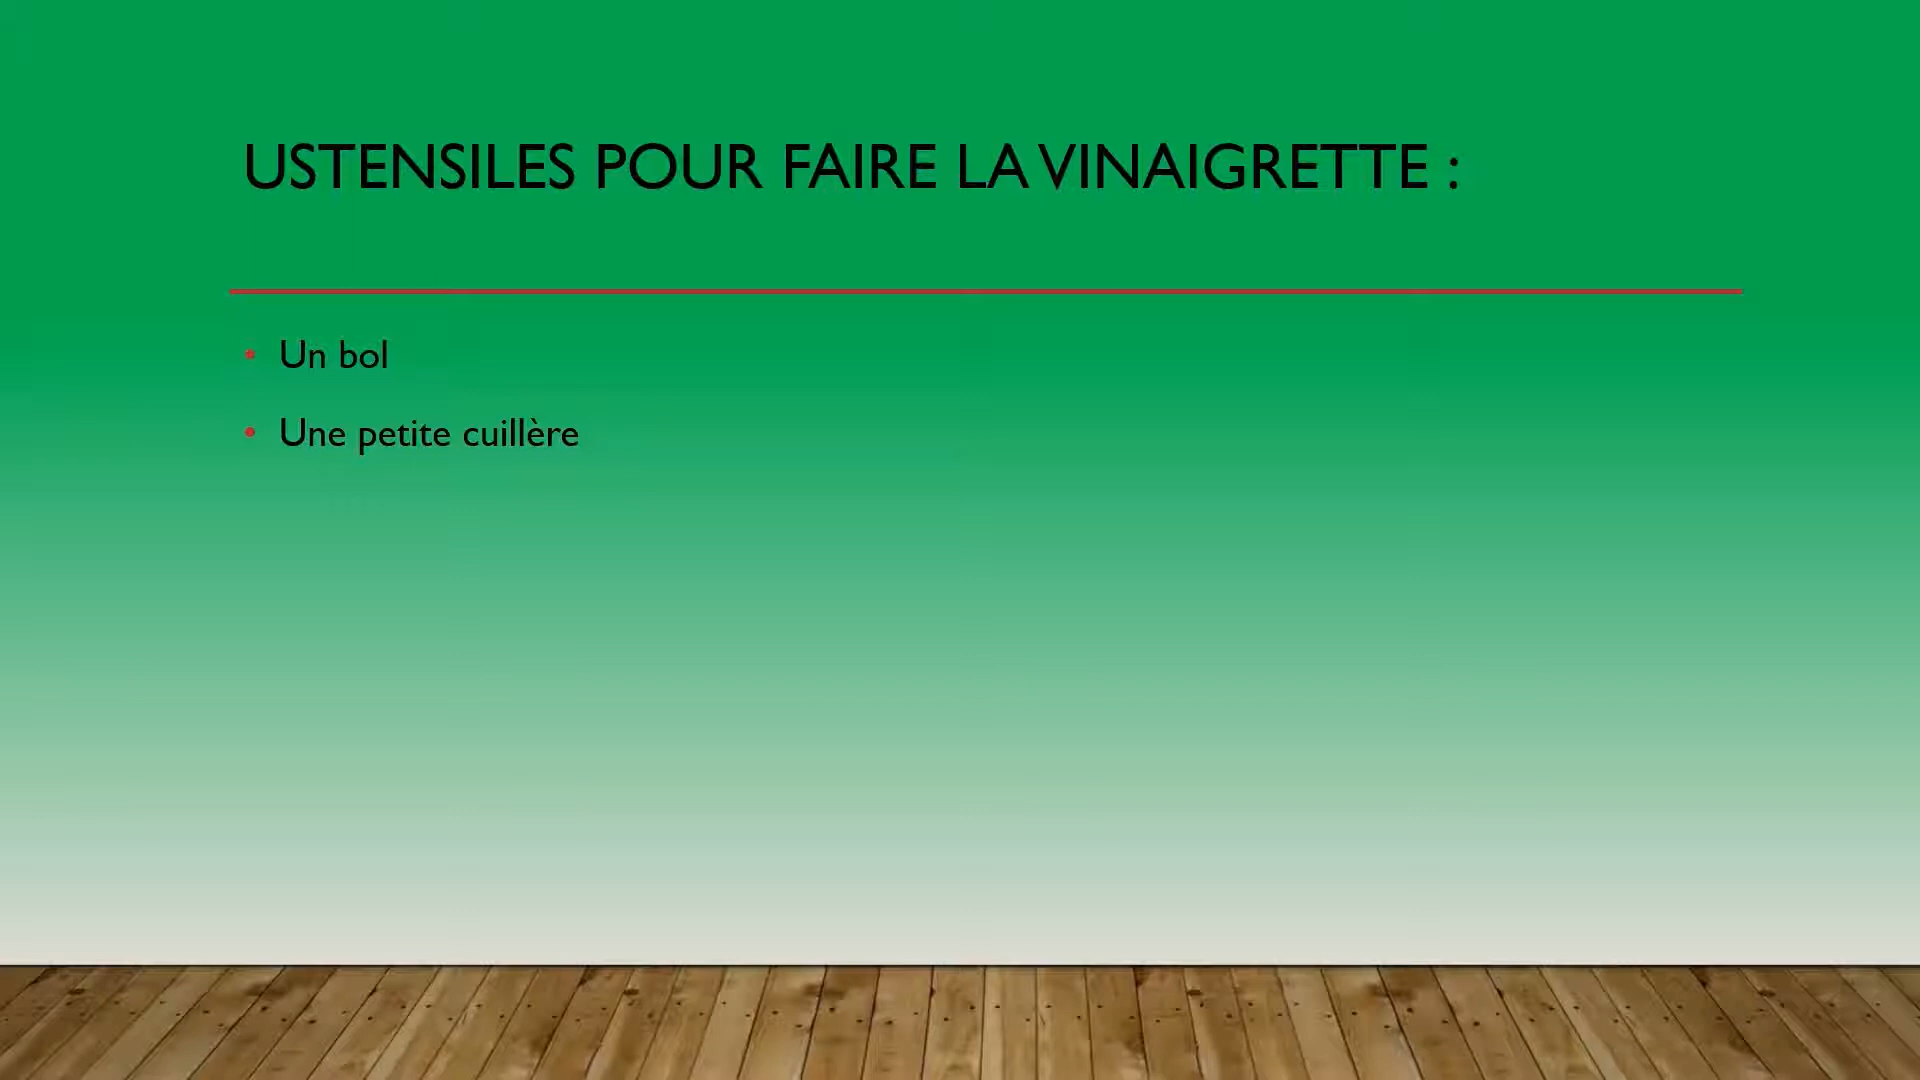 USTENSILES POUR FAIRE LA VINAIGRETTE :
• Un bol
• Une petite cuillère